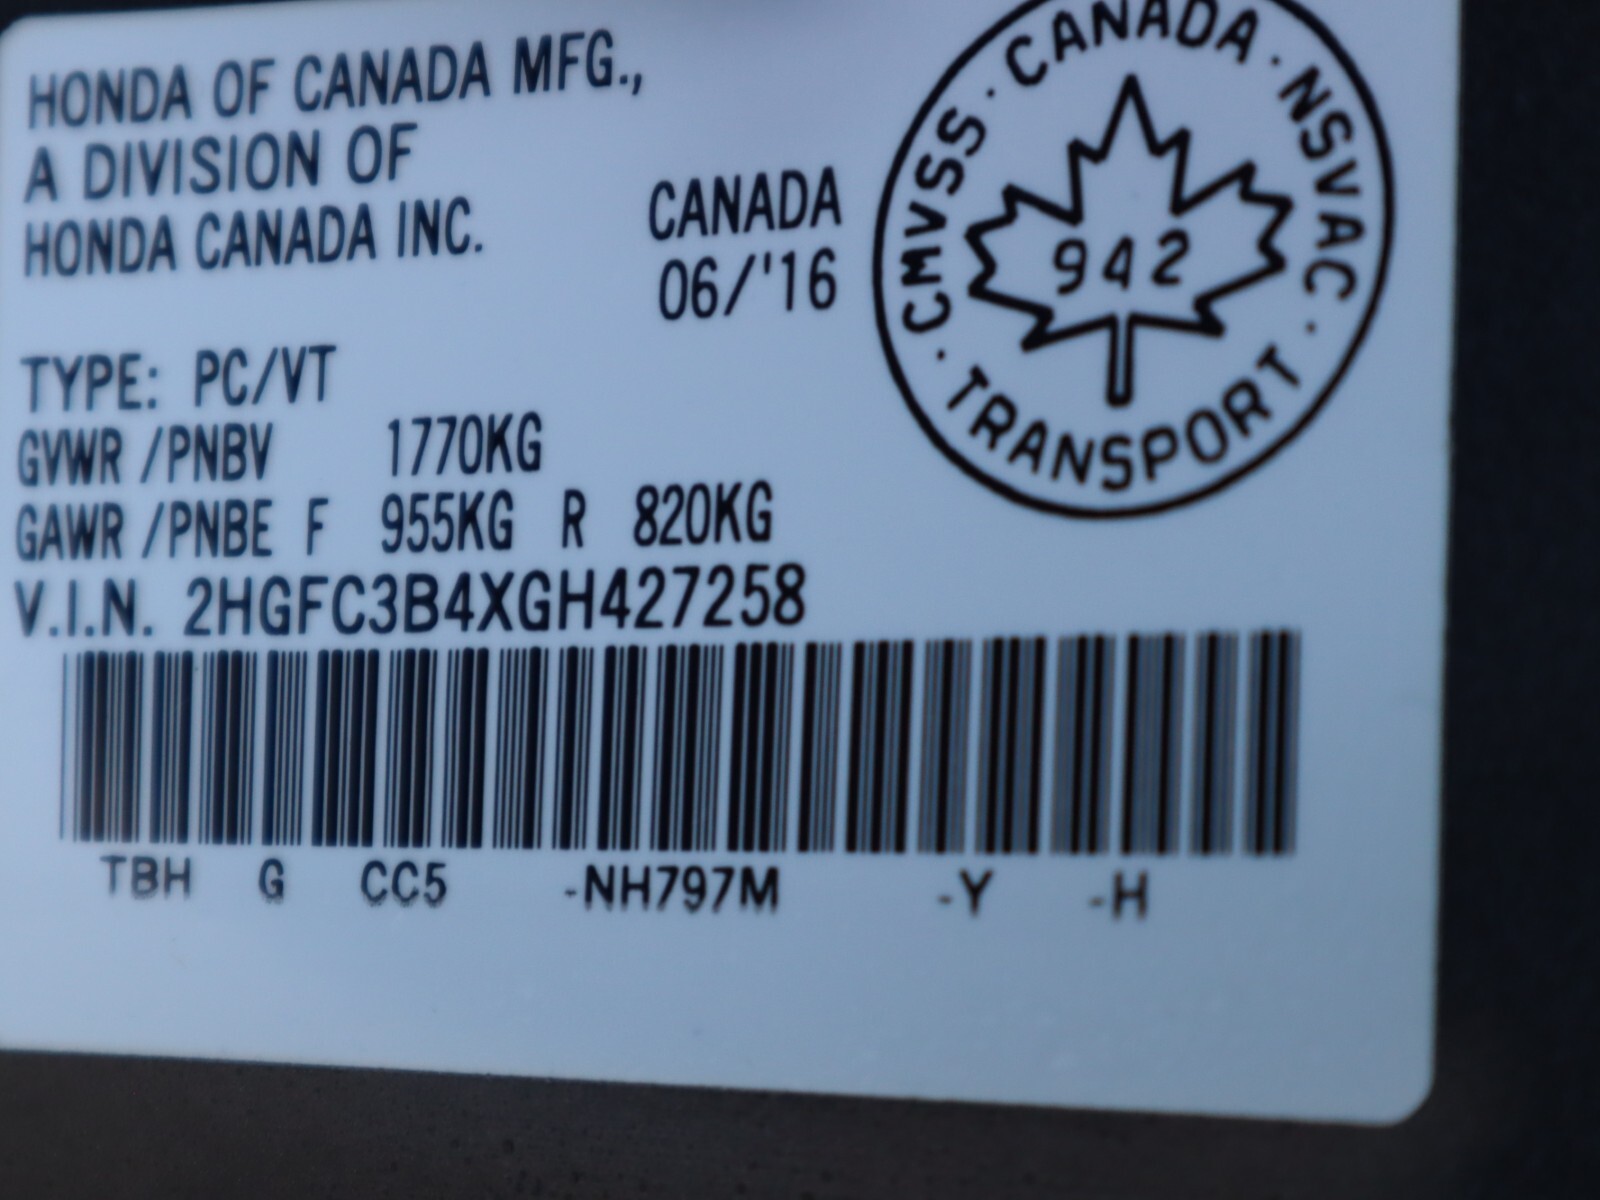 HONDA OF CANADA MFG.,
A DIVISION OF
HONDA CANADA INC.
CANADA
06/'16
CMVSS · CANADA · NSVAC · TRANSPORT ·
942
TYPE: PC/VT
GVWR /PNBV 1770KG
GAWR /PNBE F 955KG R 820KG
V.I.N. 2HGFC3B4XGH427258
TBH G CC5 -NH797M -Y -H